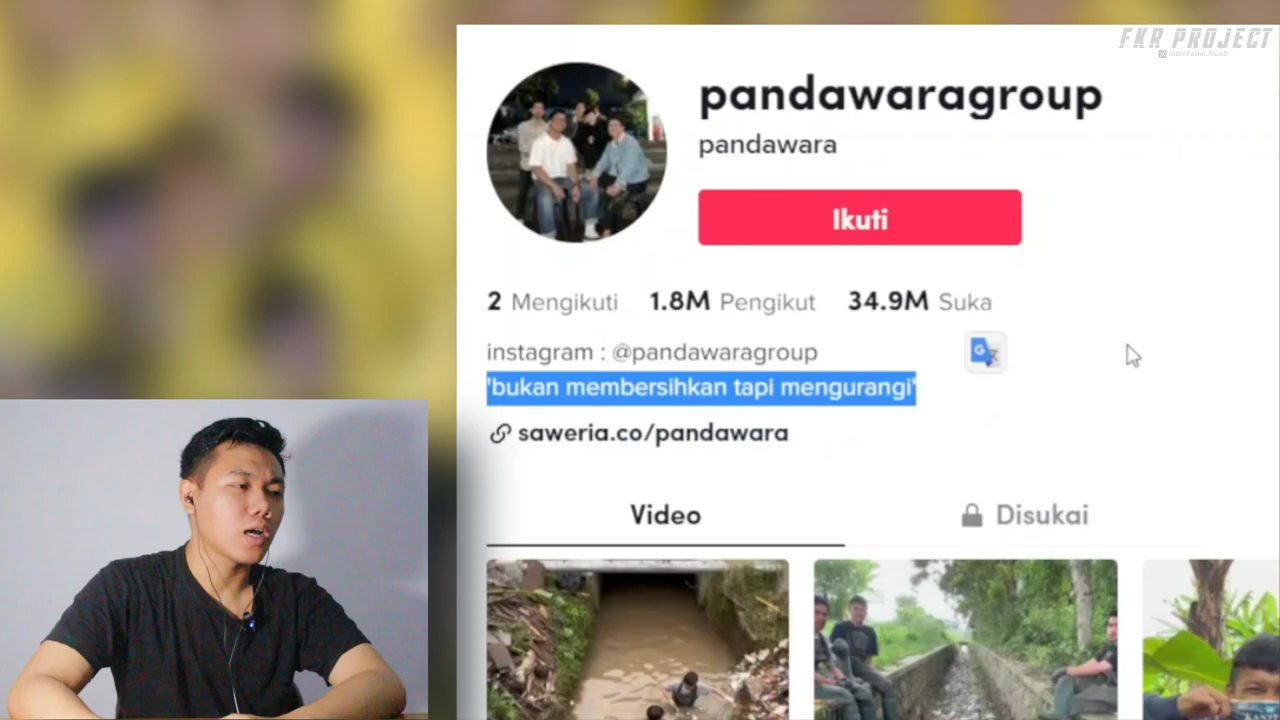 FKR PROJECT
pandawaragroup
pandawara
Ikuti
2 Mengikuti 1.8M Pengikut 34.9M Suka
instagram : @pandawaragroup
'bukan membersihkan tapi mengurangi'
saweria.co/pandawara
Video Disukai